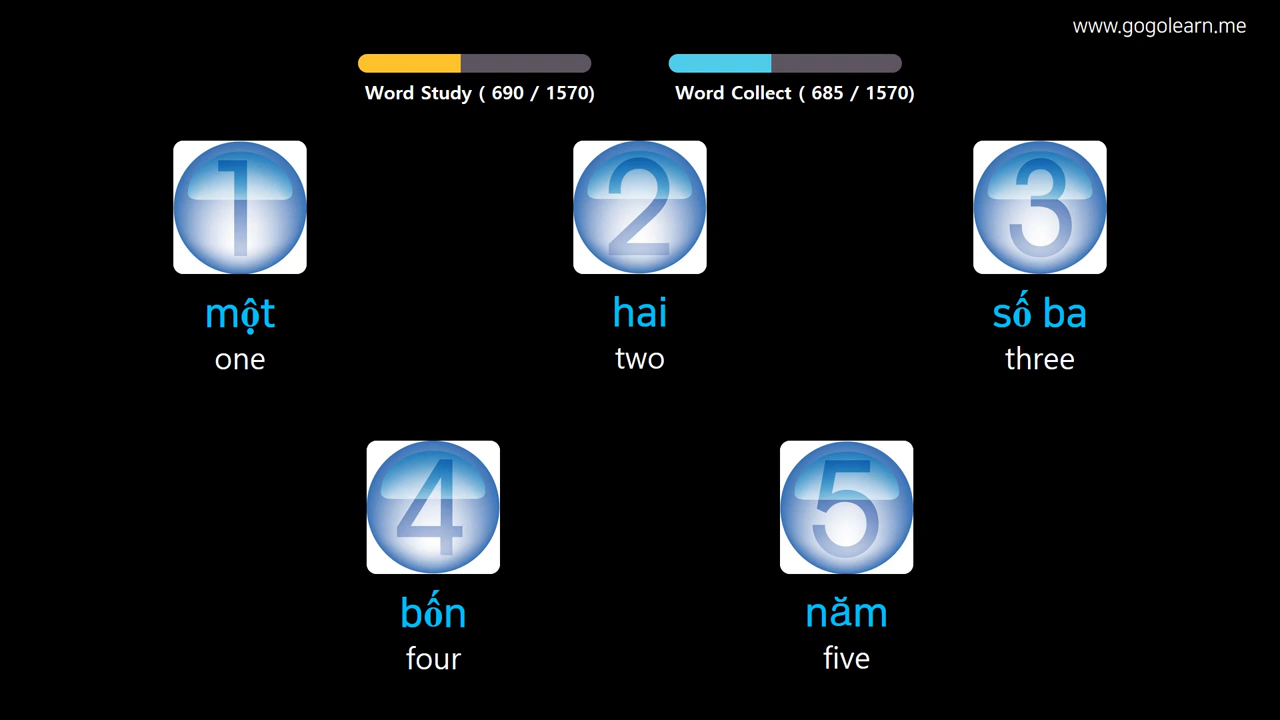 www.gogolearn.me
Word Study ( 690 / 1570)
Word Collect ( 685 / 1570)
1
2
3
một
hai
số ba
one
two
three
4
5
bốn
năm
four
five